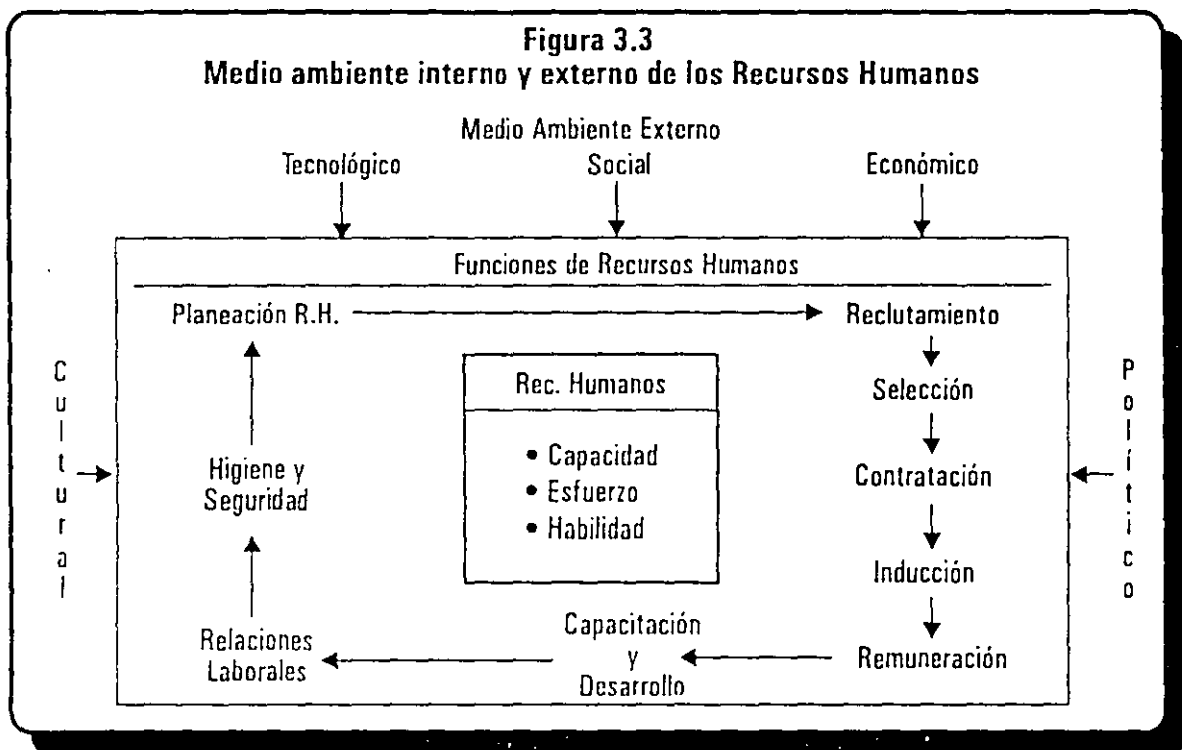 Figura 3.3
Medio ambiente interno y externo de los Recursos Humanos
Medio Ambiente Externo
Tecnológico Social Económico
Funciones de Recursos Humanos
Planeación R.H. Reclutamiento
Cultural
Político
Rec. Humanos
Selección
• Capacidad
• Esfuerzo
• Habilidad
Higiene y
Seguridad
Contratación
Inducción
Relaciones
Laborales
Capacitación
y
Desarrollo
Remuneración